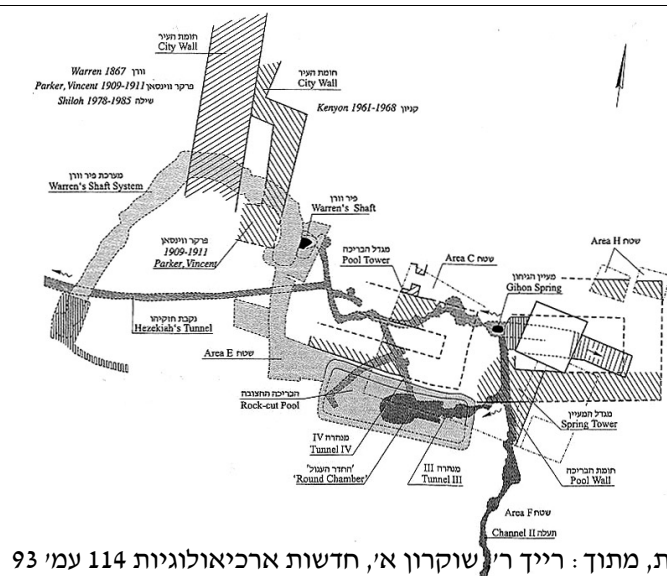 חומת העיר
City Wall
וורן Warren 1867
פרקר ווינסאן Parker, Vincent 1909-1911
שילה Shiloh 1978-1985
חומת העיר
City Wall
קניון Kenyon 1961-1968
מערכת פיר וורן
Warren's Shaft System
פיר וורן
Warren's Shaft
פרקר ווינסאן
1909-1911
Parker, Vincent
מגדל הבריכה
Pool Tower
שטח Area C
שטח Area H
מעיין הגיחון
Gihon Spring
נקבת חזקיהו
Hezekiah's Tunnel
שטח Area E
הבריכה החצובה
Rock-cut Pool
מגדל המעיין
Spring Tower
מנהרה IV
Tunnel IV
מנהרה III
Tunnel III
'החדר העגול'
'Round Chamber'
חומת הבריכה
Pool Wall
שטח Area F
תעלה Channel II
ת, מתוך: רייך ר' שוקרון א', חדשות ארכיאולוגיות 114 עמ' 93